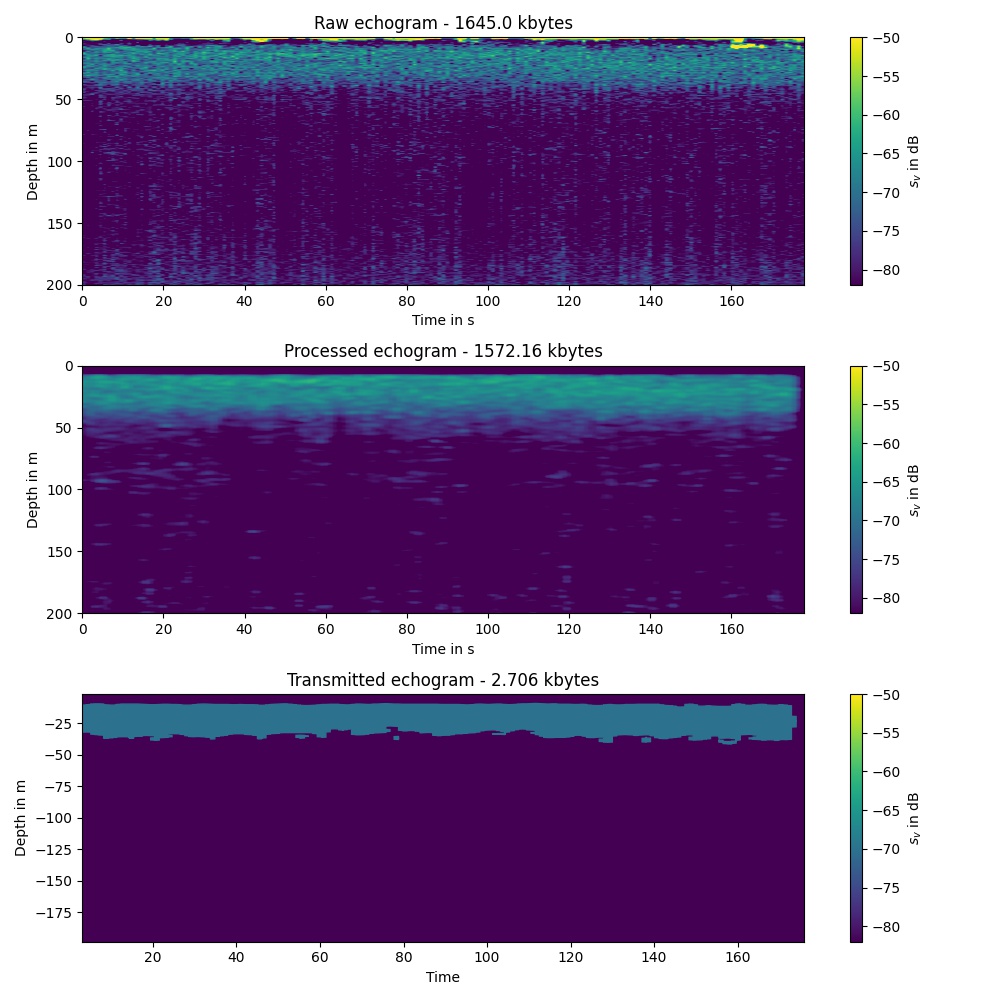 Raw echogram - 1645.0 kbytes
0
50
100
150
200
Depth in m
0 20 40 60 80 100 120 140 160
Time in s
−50
−55
−60
−65
−70
−75
−80
s_v in dB
Processed echogram - 1572.16 kbytes
0
50
100
150
200
Depth in m
0 20 40 60 80 100 120 140 160
Time in s
−50
−55
−60
−65
−70
−75
−80
s_v in dB
Transmitted echogram - 2.706 kbytes
−25
−50
−75
−100
−125
−150
−175
Depth in m
20 40 60 80 100 120 140 160
Time
−50
−55
−60
−65
−70
−75
−80
s_v in dB